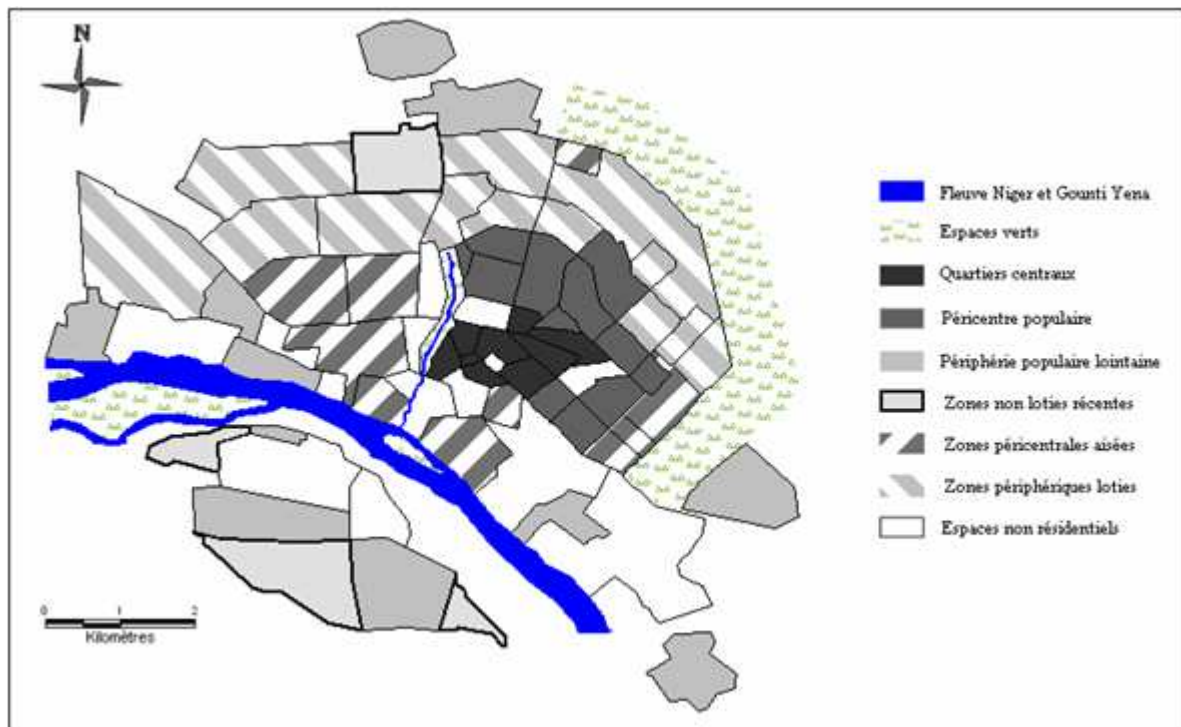 N
Fleuve Niger et Gounti Yena
Espaces verts
Quartiers centraux
Péricentre populaire
Périphérie populaire lointaine
Zones non loties récentes
Zones péricentrales aisées
Zones périphériques loties
Espaces non résidentiels
0 1 2
Kilomètres